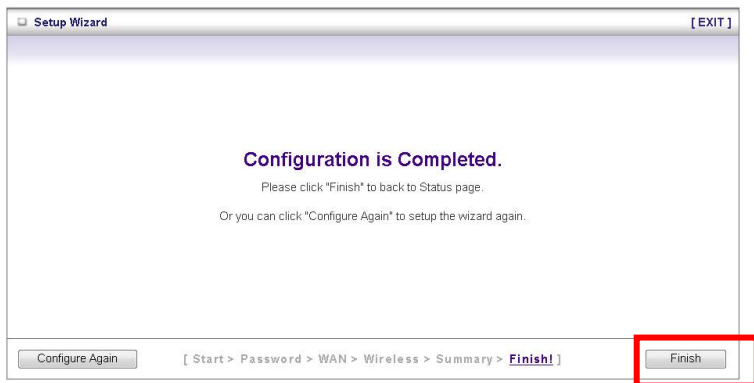 Setup Wizard [ EXIT ]
Configuration is Completed.
Please click "Finish" to back to Status page.
Or you can click "Configure Again" to setup the wizard again.
Configure Again [ Start > Password > WAN > Wireless > Summary > Finish! ] Finish